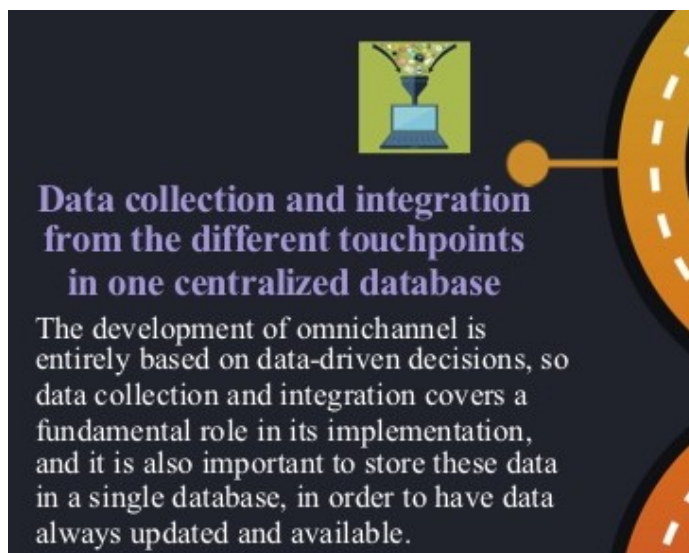 Data collection and integration
from the different touchpoints
in one centralized database
The development of omnichannel is
entirely based on data-driven decisions, so
data collection and integration covers a
fundamental role in its implementation,
and it is also important to store these data
in a single database, in order to have data
always updated and available.